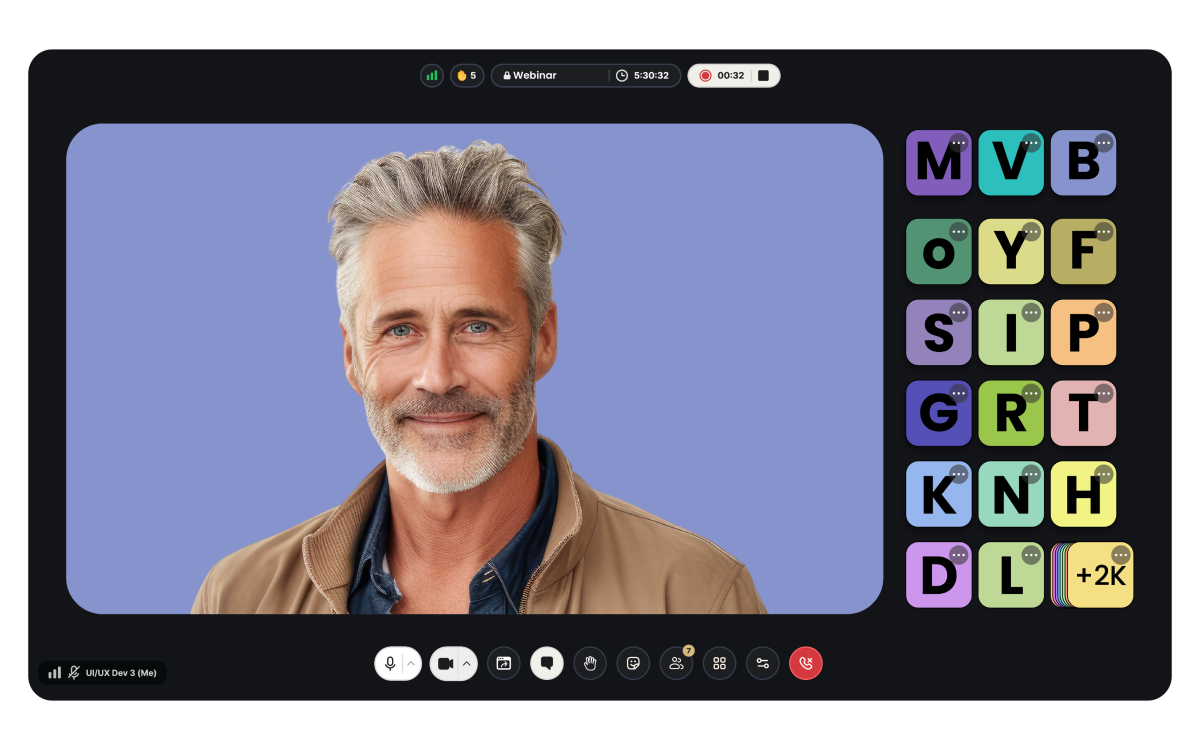 5 Webinar 5:30:32 00:32
M V B
o Y F
S I P
G R T
K N H
D L +2K
7
UI/UX Dev 3 (Me)